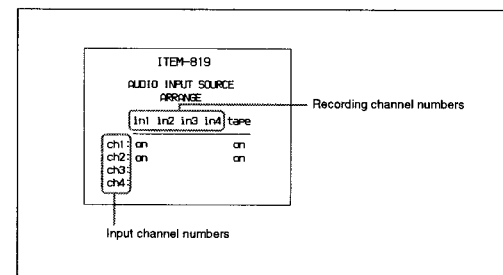 ITEM-819
AUDIO INPUT SOURCE
ARRANGE
in1 in2 in3 in4 tape
Recording channel numbers
ch1: on on
ch2: on on
ch3:
ch4:
Input channel numbers